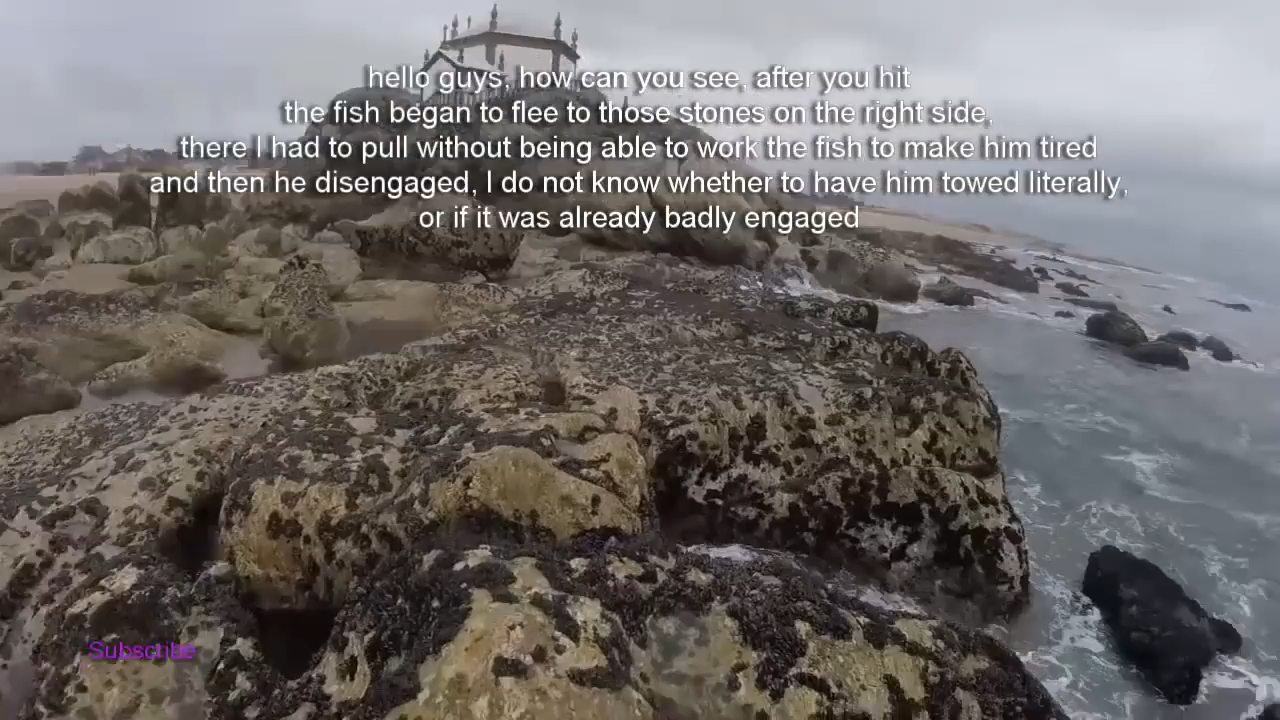 hello guys, how can you see, after you hit
the fish began to flee to those stones on the right side,
there I had to pull without being able to work the fish to make him tired
and then he disengaged, I do not know whether to have him towed literally,
or if it was already badly engaged
Subscribe